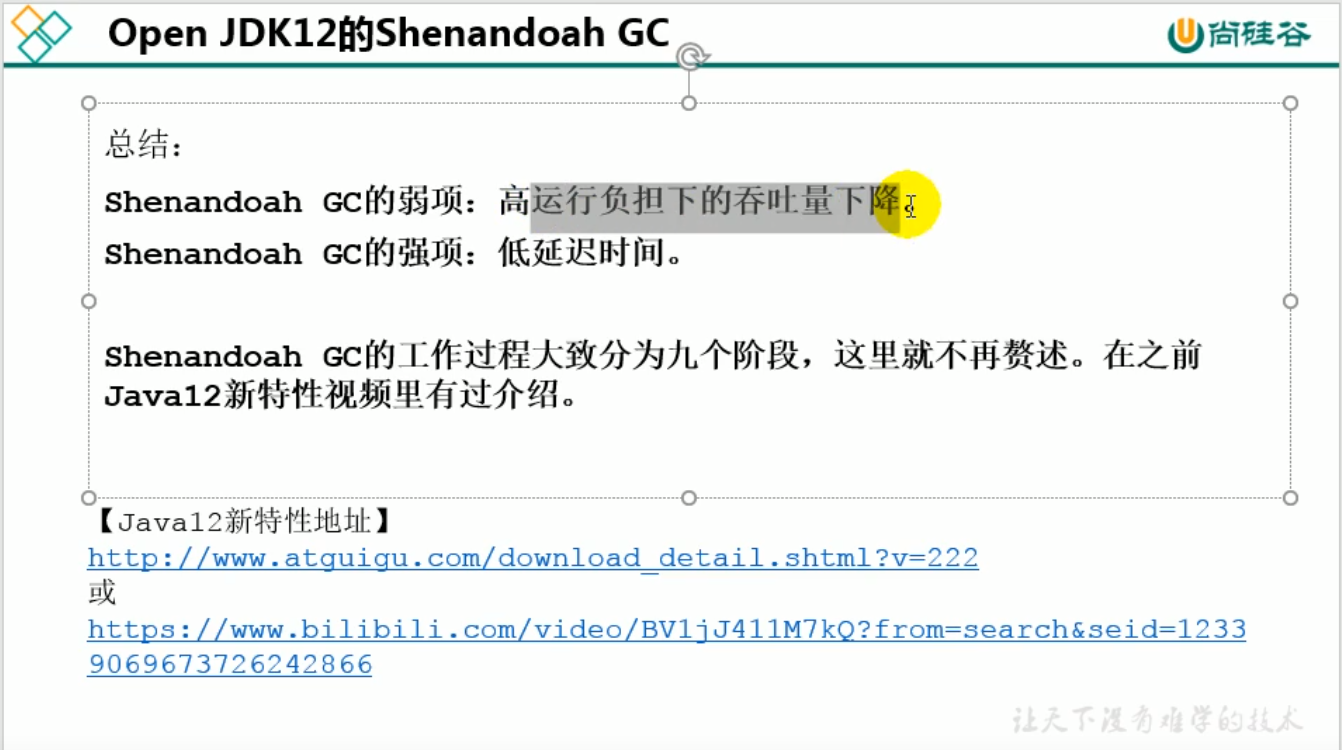 Open JDK12的Shenandoah GC
尚硅谷
总结：
Shenandoah GC的弱项：高运行负担下的吞吐量下降。
Shenandoah GC的强项：低延迟时间。
Shenandoah GC的工作过程大致分为九个阶段，这里就不再赘述。在之前
Java12新特性视频里有过介绍。
【Java12新特性地址】
http://www.atguigu.com/download_detail.shtml?v=222
或
https://www.bilibili.com/video/BV1jJ411M7kQ?from=search&seid=1233
9069673726242866
让天下没有难学的技术